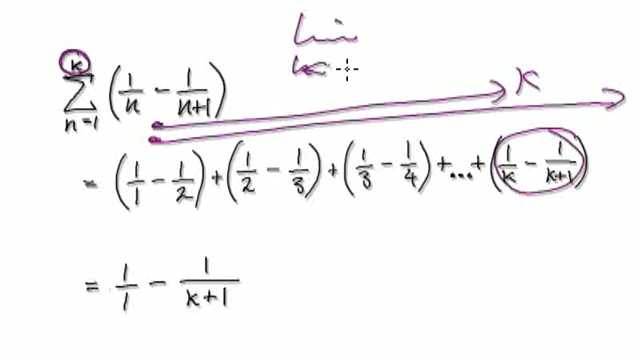 lim
k
k
∑ (1/n − 1/(n+1))
n=1
k
= (1/1 − 1/2) + (1/2 − 1/3) + (1/3 − 1/4) + ... + (1/k − 1/(k+1))
= 1/1 − 1/(k+1)